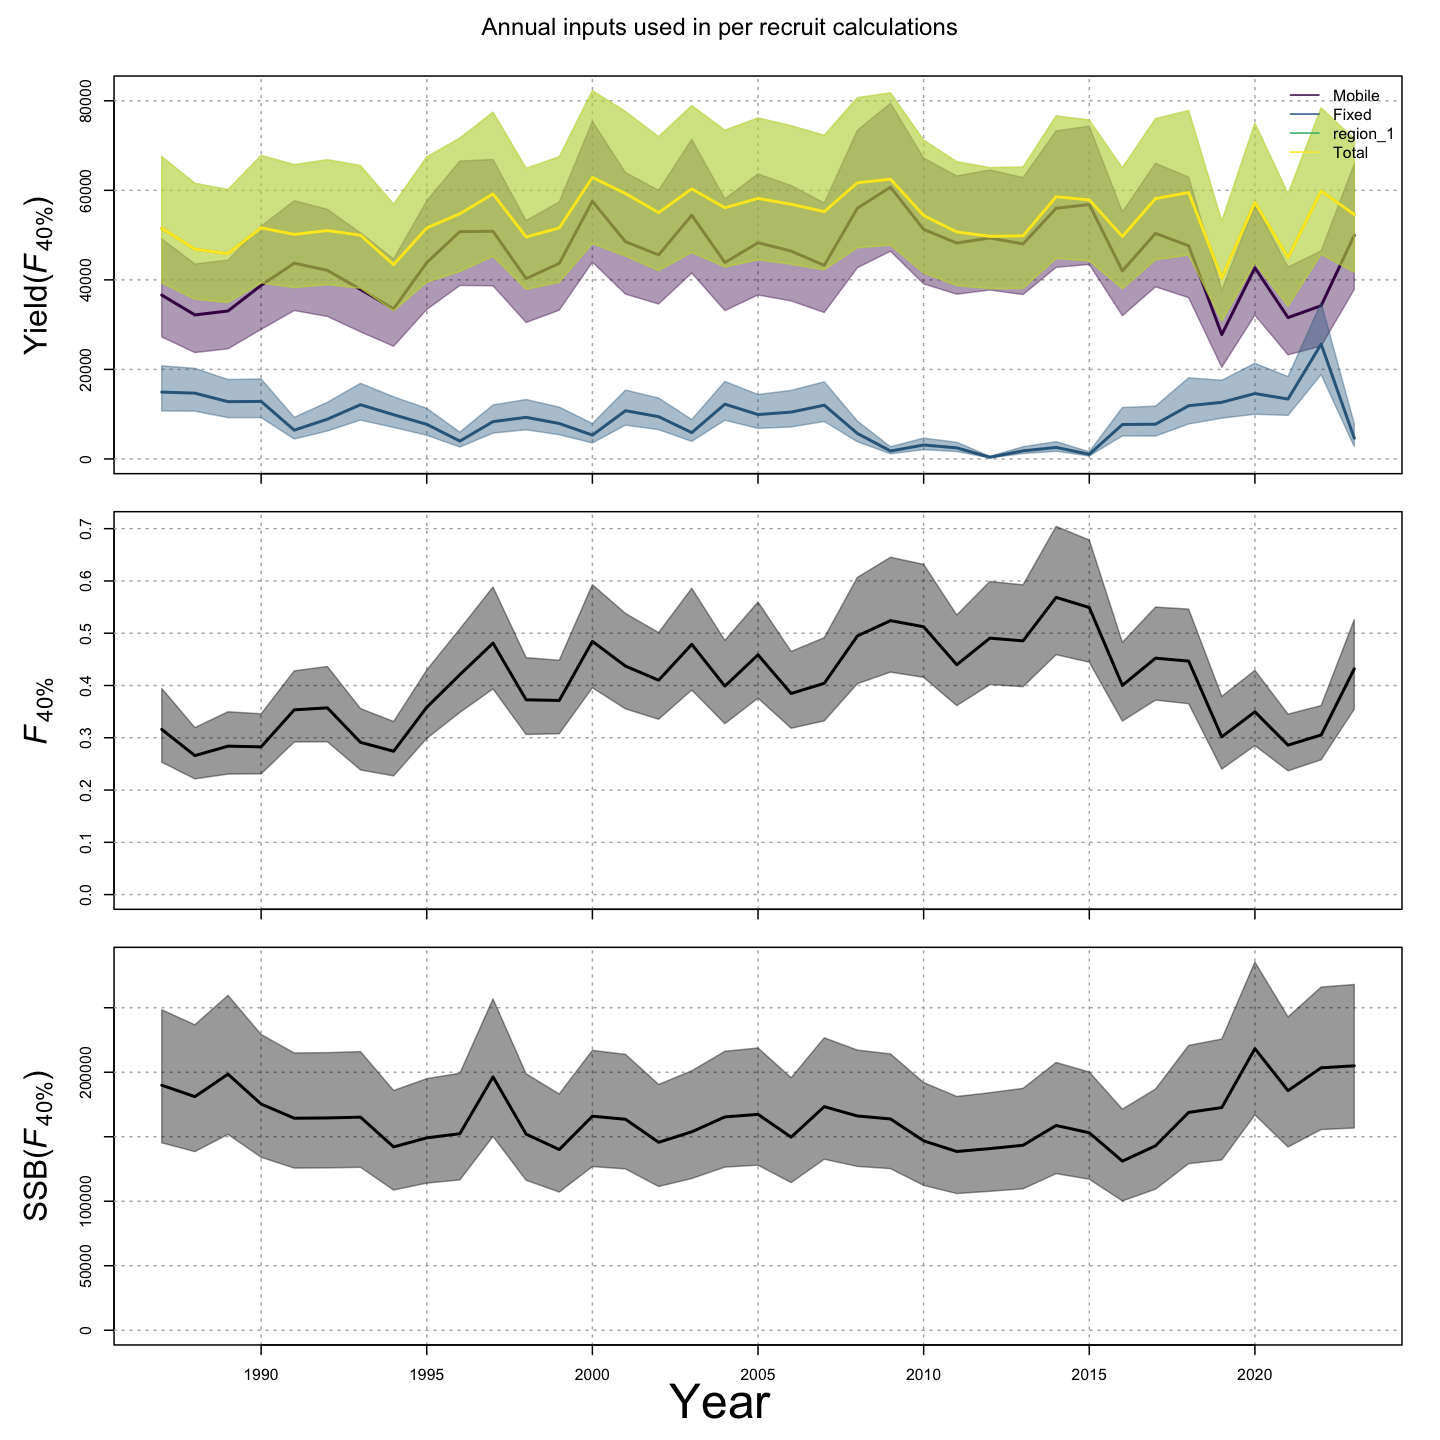 Annual inputs used in per recruit calculations
Yield(F40%)
80000
60000
40000
20000
0
Mobile
Fixed
region_1
Total
F40%
0.7
0.6
0.5
0.4
0.3
0.2
0.1
0.0
SSB(F40%)
200000
100000
50000
0
1990 1995 2000 2005 2010 2015 2020
Year